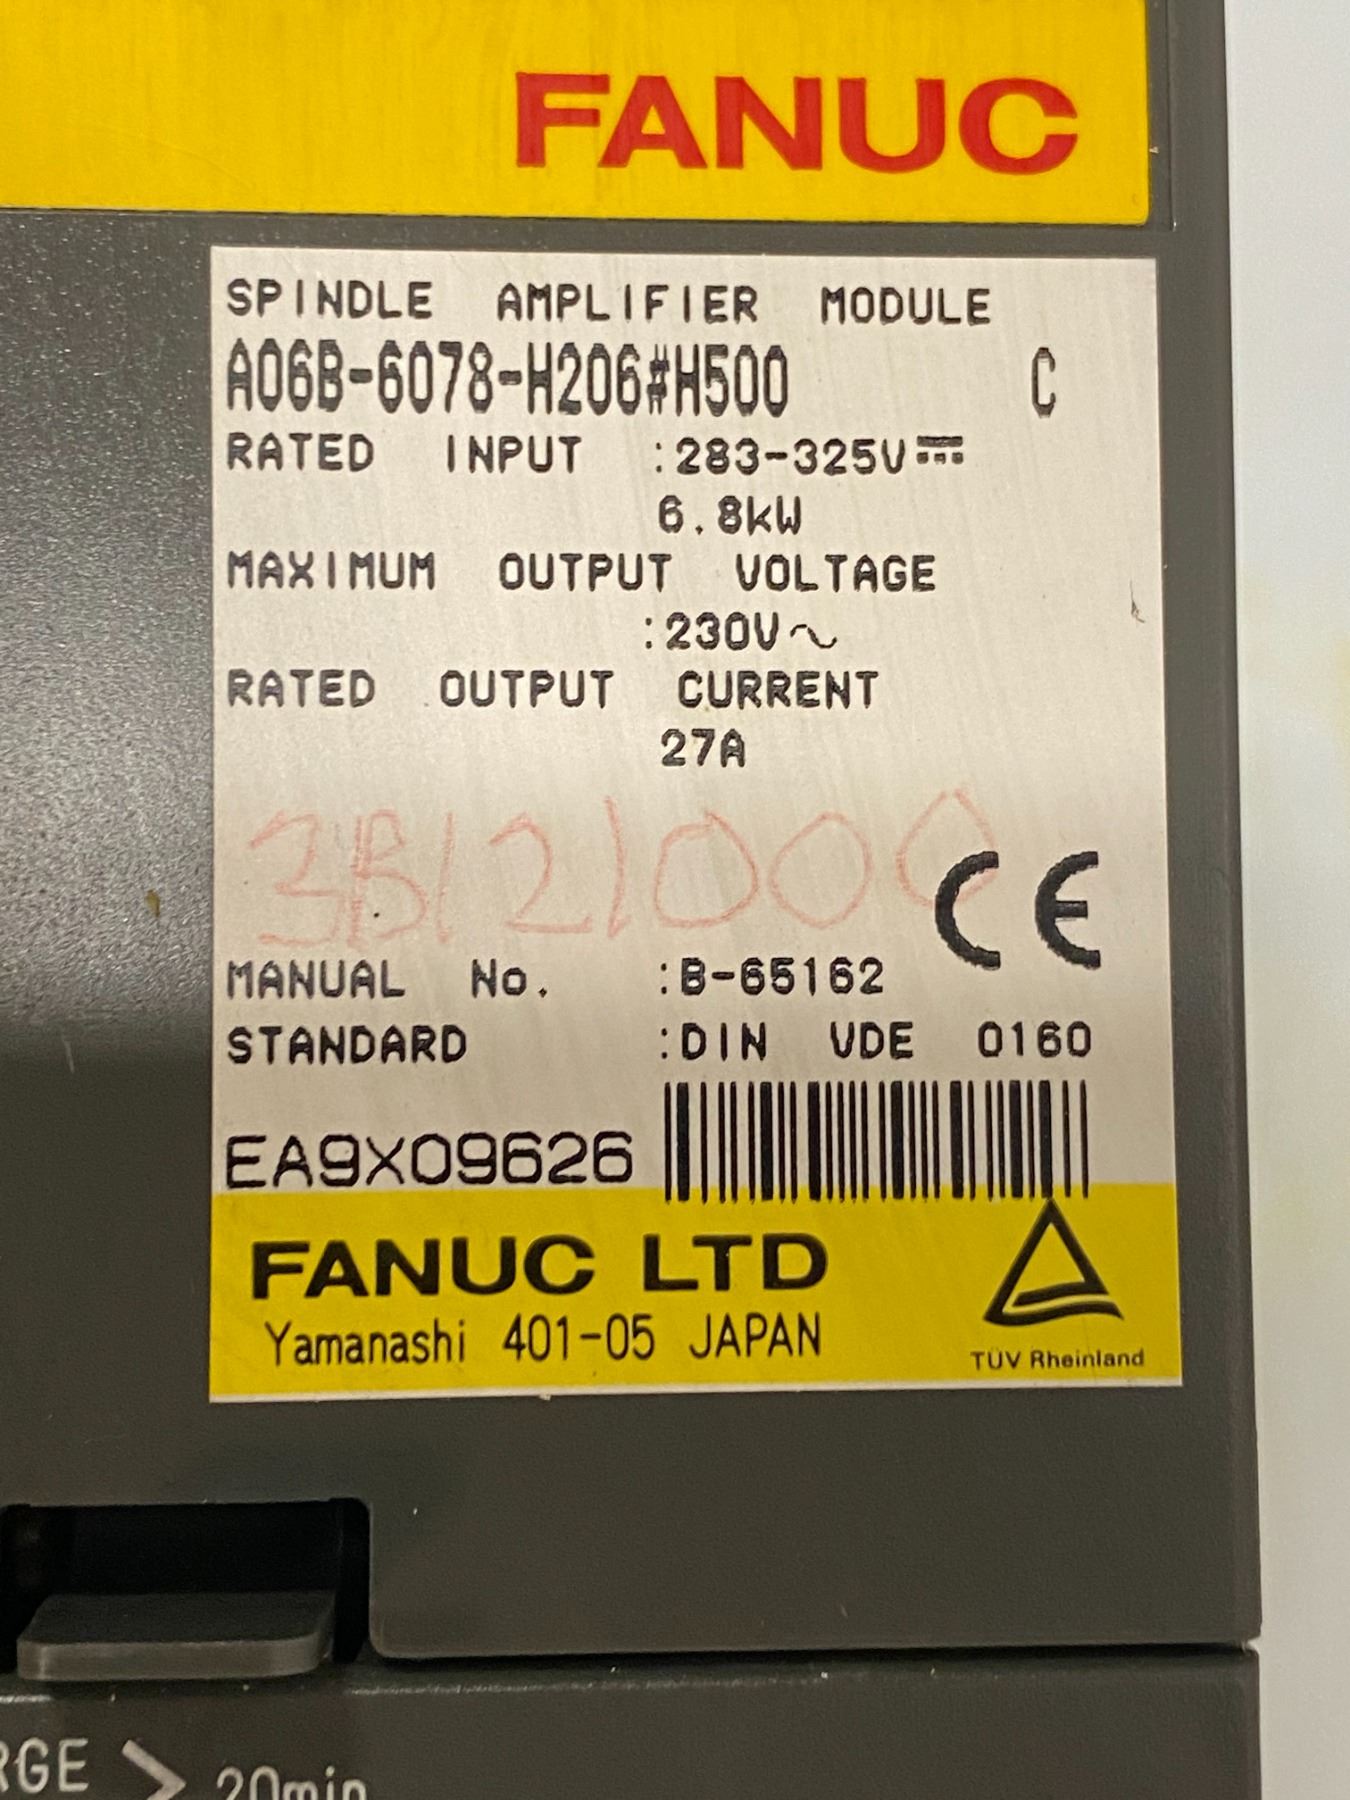 FANUC
SPINDLE AMPLIFIER MODULE
A06B-6078-H206#H500 C
RATED INPUT :283-325V⎓
6.8kW
MAXIMUM OUTPUT VOLTAGE
:230V~
RATED OUTPUT CURRENT
27A
3B121000
CE
MANUAL No. :B-65162
STANDARD :DIN VDE 0160
EA9X09626
FANUC LTD
Yamanashi 401-05 JAPAN
TÜV Rheinland
RGE > 20min